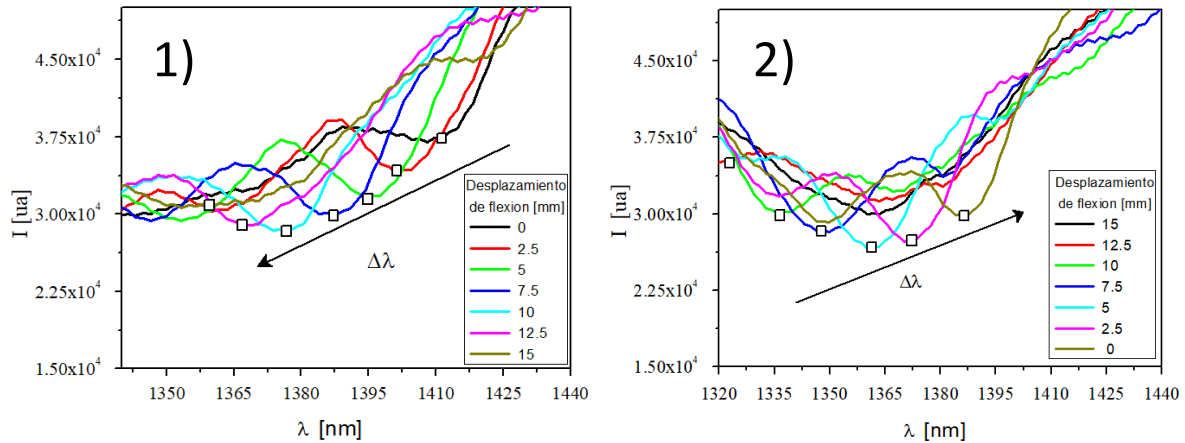 1)
I [ua]
4.50x10⁴
3.75x10⁴
3.00x10⁴
2.25x10⁴
1.50x10⁴
1350 1365 1380 1395 1410 1425 1440
λ [nm]
Δλ
Desplazamiento
de flexion [mm]
0
2.5
5
7.5
10
12.5
15
2)
I [ua]
4.50x10⁴
3.75x10⁴
3.00x10⁴
2.25x10⁴
1.50x10⁴
1320 1335 1350 1365 1380 1395 1410 1425 1440
λ [nm]
Δλ
Desplazamiento
de flexion [mm]
15
12.5
10
7.5
5
2.5
0